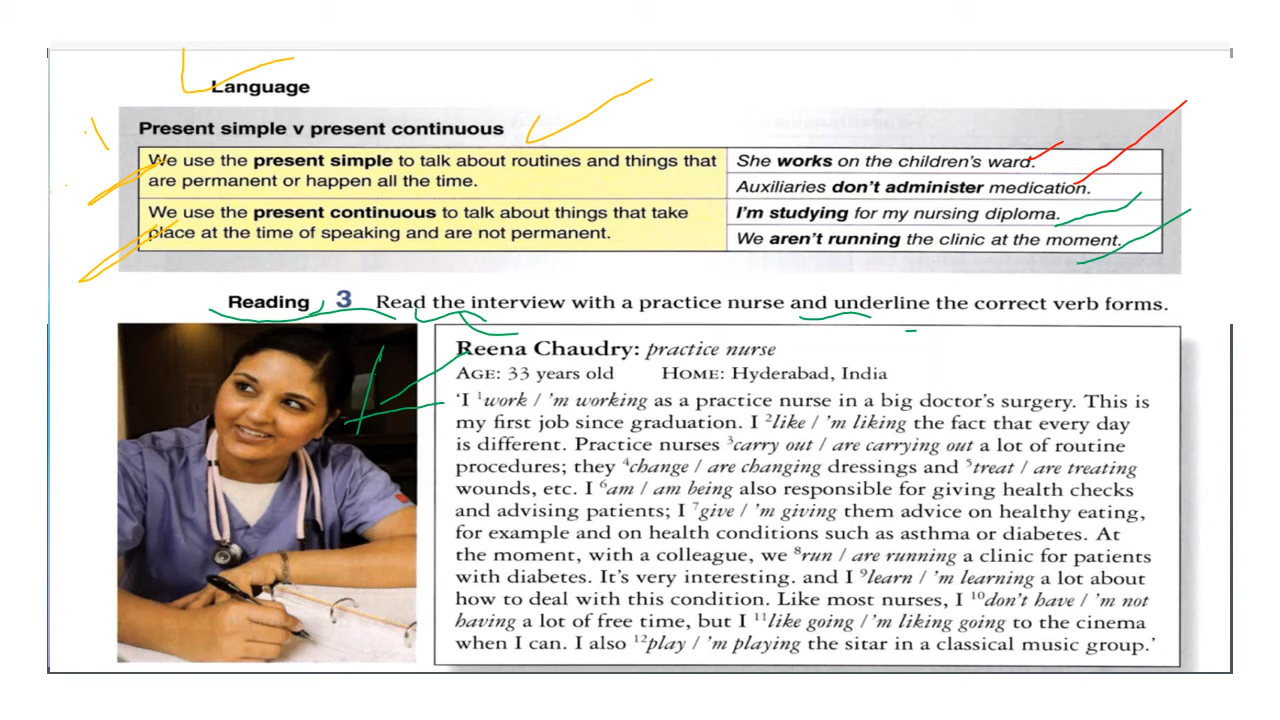 Language
Present simple v present continuous
We use the present simple to talk about routines and things that
are permanent or happen all the time.
She works on the children's ward.
Auxiliaries don't administer medication.
We use the present continuous to talk about things that take
place at the time of speaking and are not permanent.
I'm studying for my nursing diploma.
We aren't running the clinic at the moment.
Reading 3 Read the interview with a practice nurse and underline the correct verb forms.
Reena Chaudry: practice nurse
AGE: 33 years old HOME: Hyderabad, India
'I ¹work / 'm working as a practice nurse in a big doctor's surgery. This is
my first job since graduation. I ²like / 'm liking the fact that every day
is different. Practice nurses ³carry out / are carrying out a lot of routine
procedures; they ⁴change / are changing dressings and ⁵treat / are treating
wounds, etc. I ⁶am / am being also responsible for giving health checks
and advising patients; I ⁷give / 'm giving them advice on healthy eating,
for example and on health conditions such as asthma or diabetes. At
the moment, with a colleague, we ⁸run / are running a clinic for patients
with diabetes. It's very interesting. and I ⁹learn / 'm learning a lot about
how to deal with this condition. Like most nurses, I ¹⁰don't have / 'm not
having a lot of free time, but I ¹¹like going / 'm liking going to the cinema
when I can. I also ¹²play / 'm playing the sitar in a classical music group.'